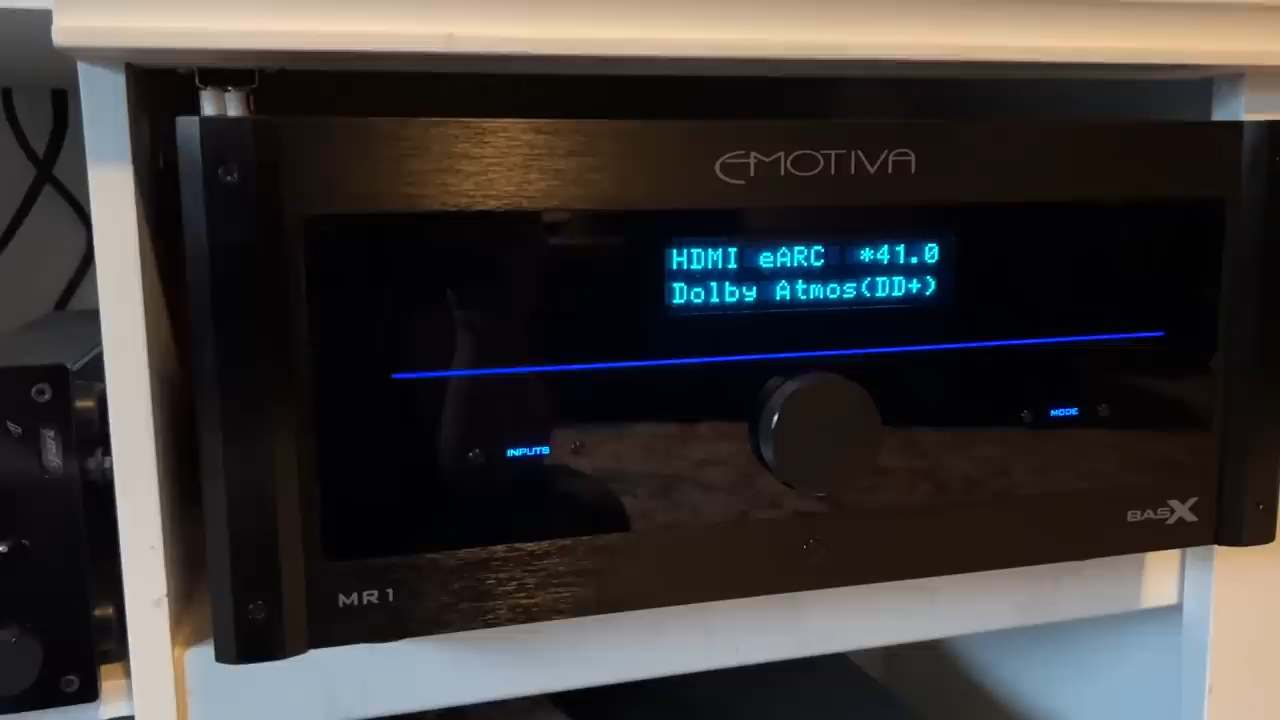 EMOTIVA
HDMI eARC *41.0
Dolby Atmos(DD+)
MODE
INPUTS
BASX
MR1